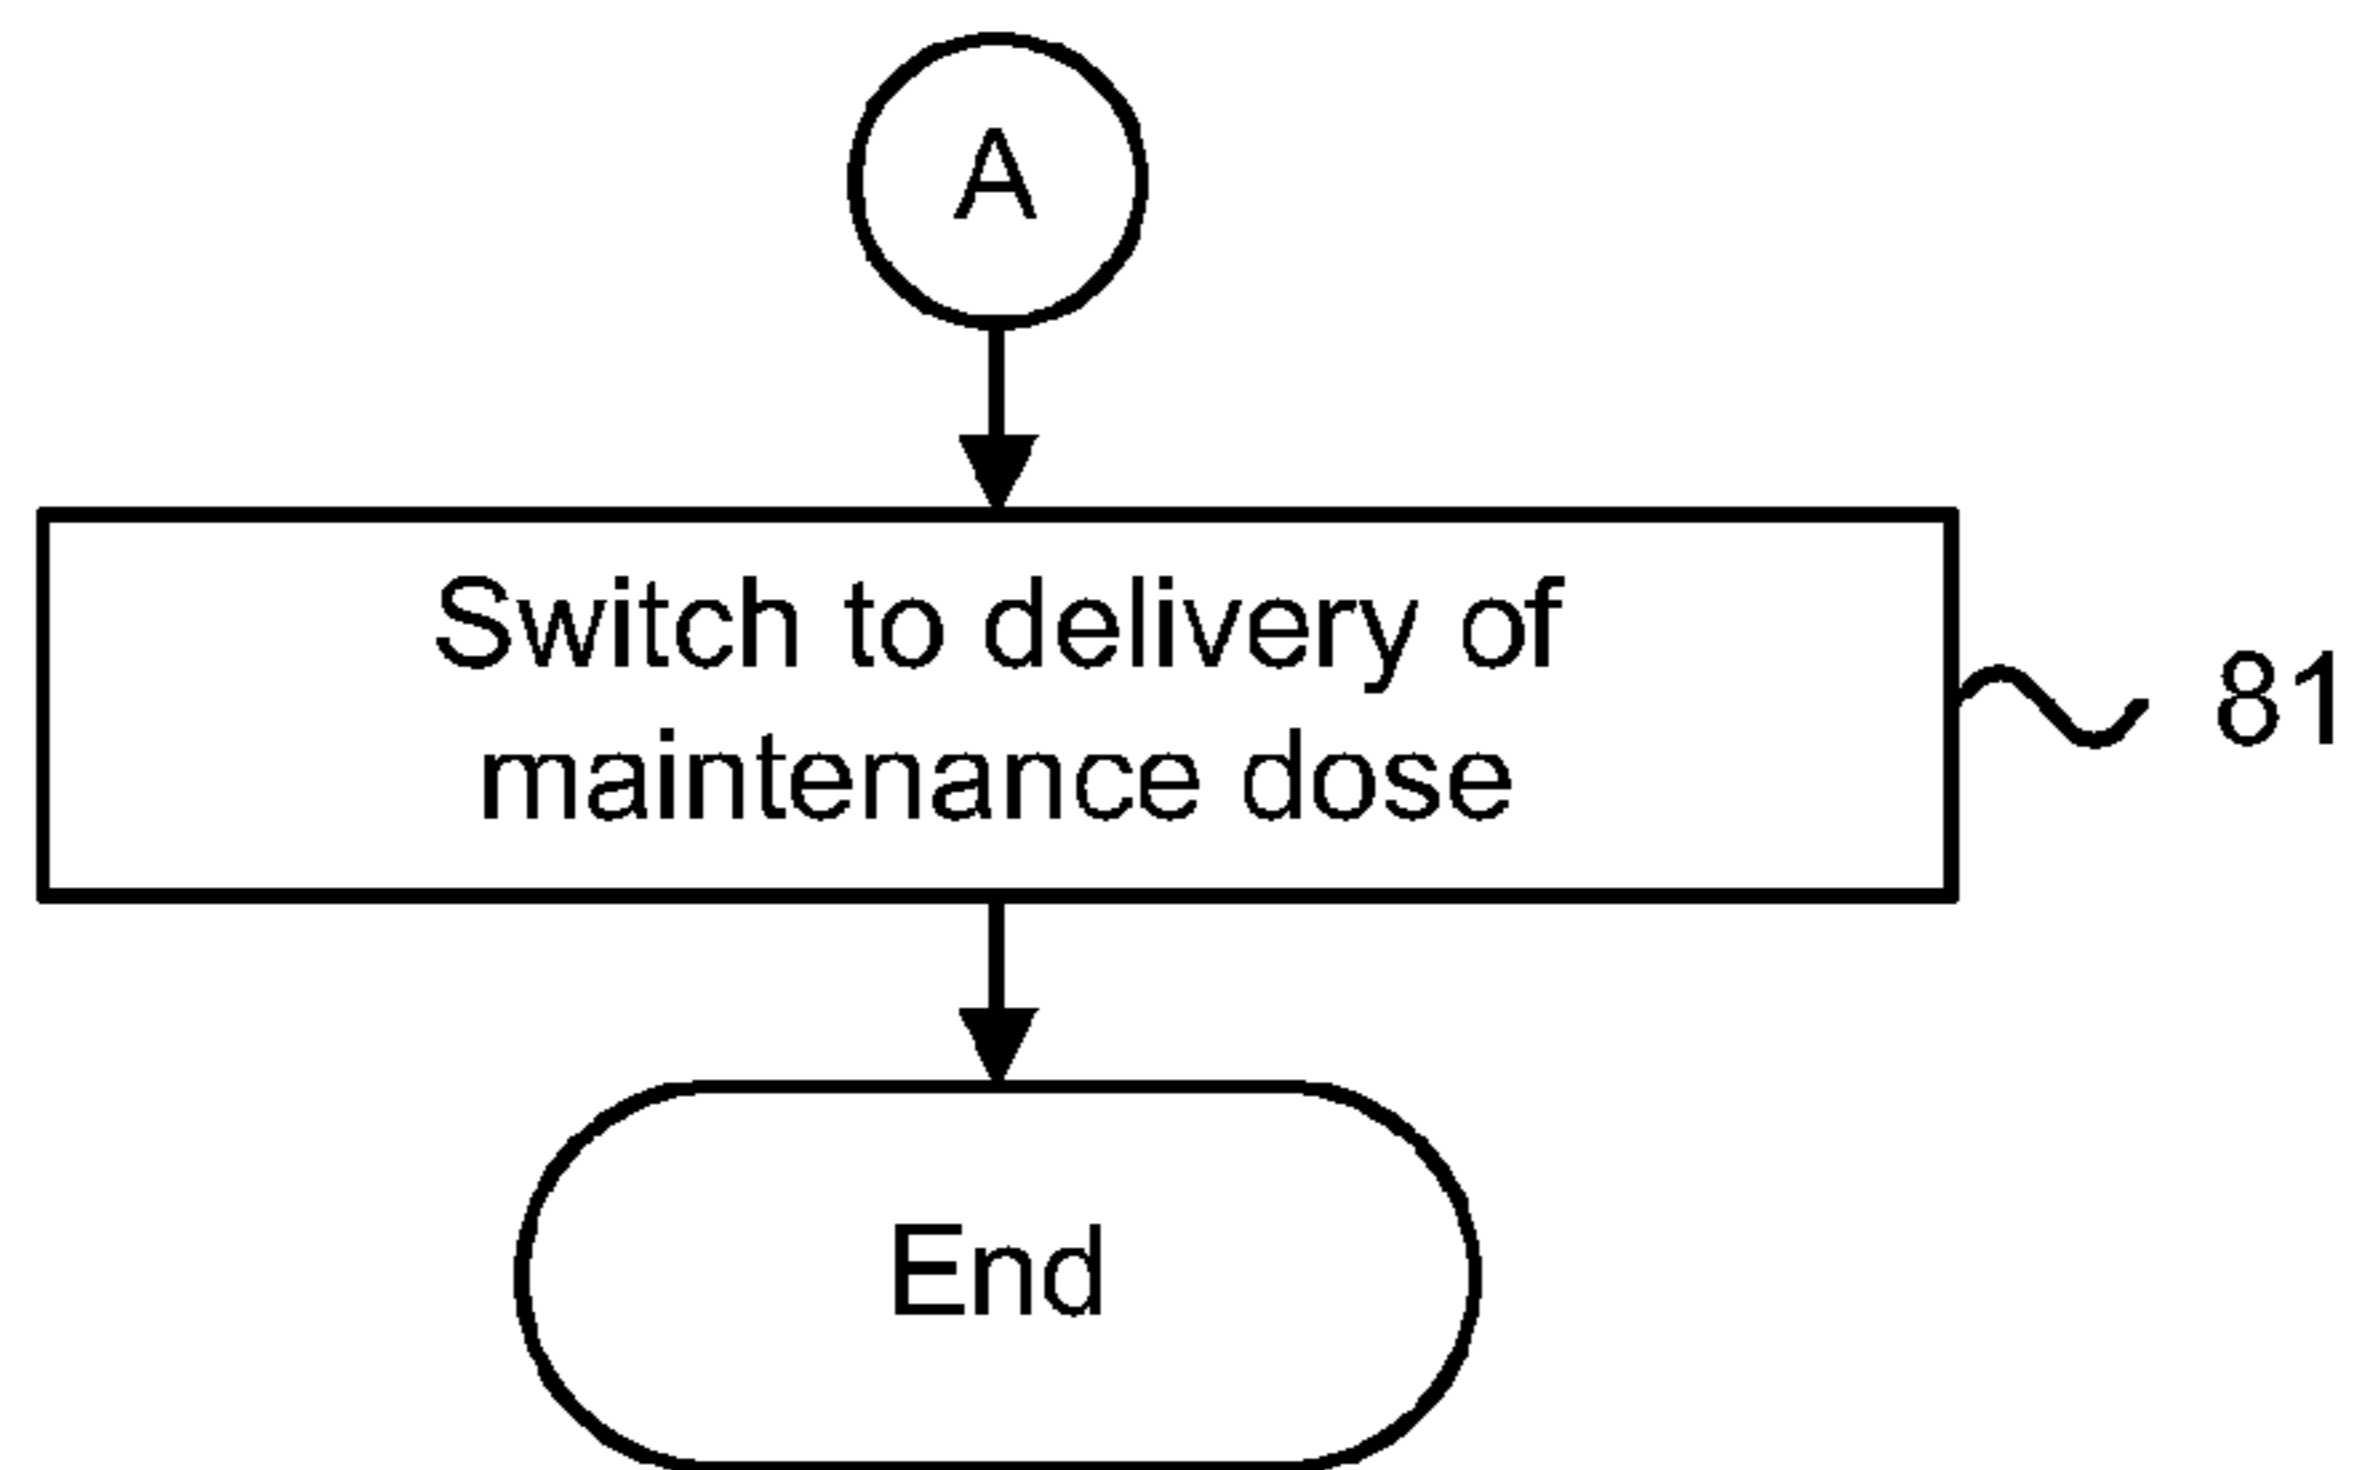 A
Switch to delivery of
maintenance dose
81
End